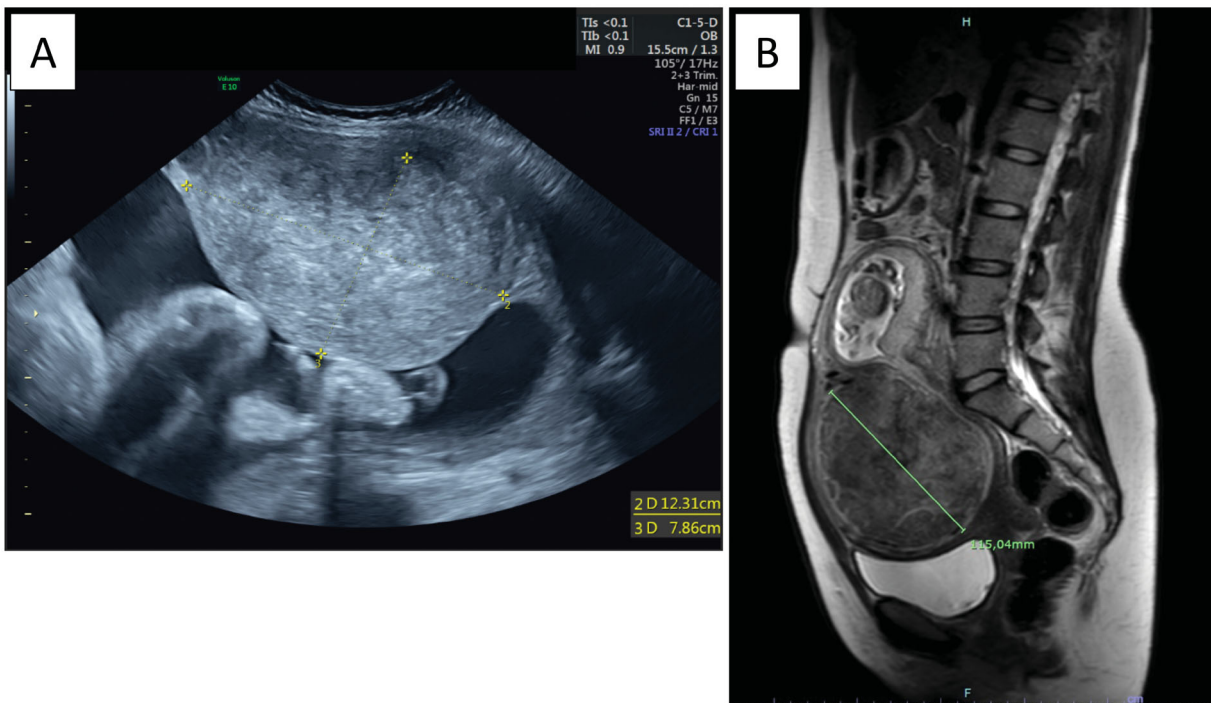 A
Voluson
E10
TIs <0.1 C1-5-D
TIb <0.1 OB
MI 0.9 15.5cm / 1.3
105°/ 17Hz
2+3 Trim.
Har-mid
Gn 15
C5 / M7
FF1 / E3
SRI II 2 / CRI 1
2
3
2 D 12.31cm
3 D 7.86cm
B
H
115,04mm
F
cm